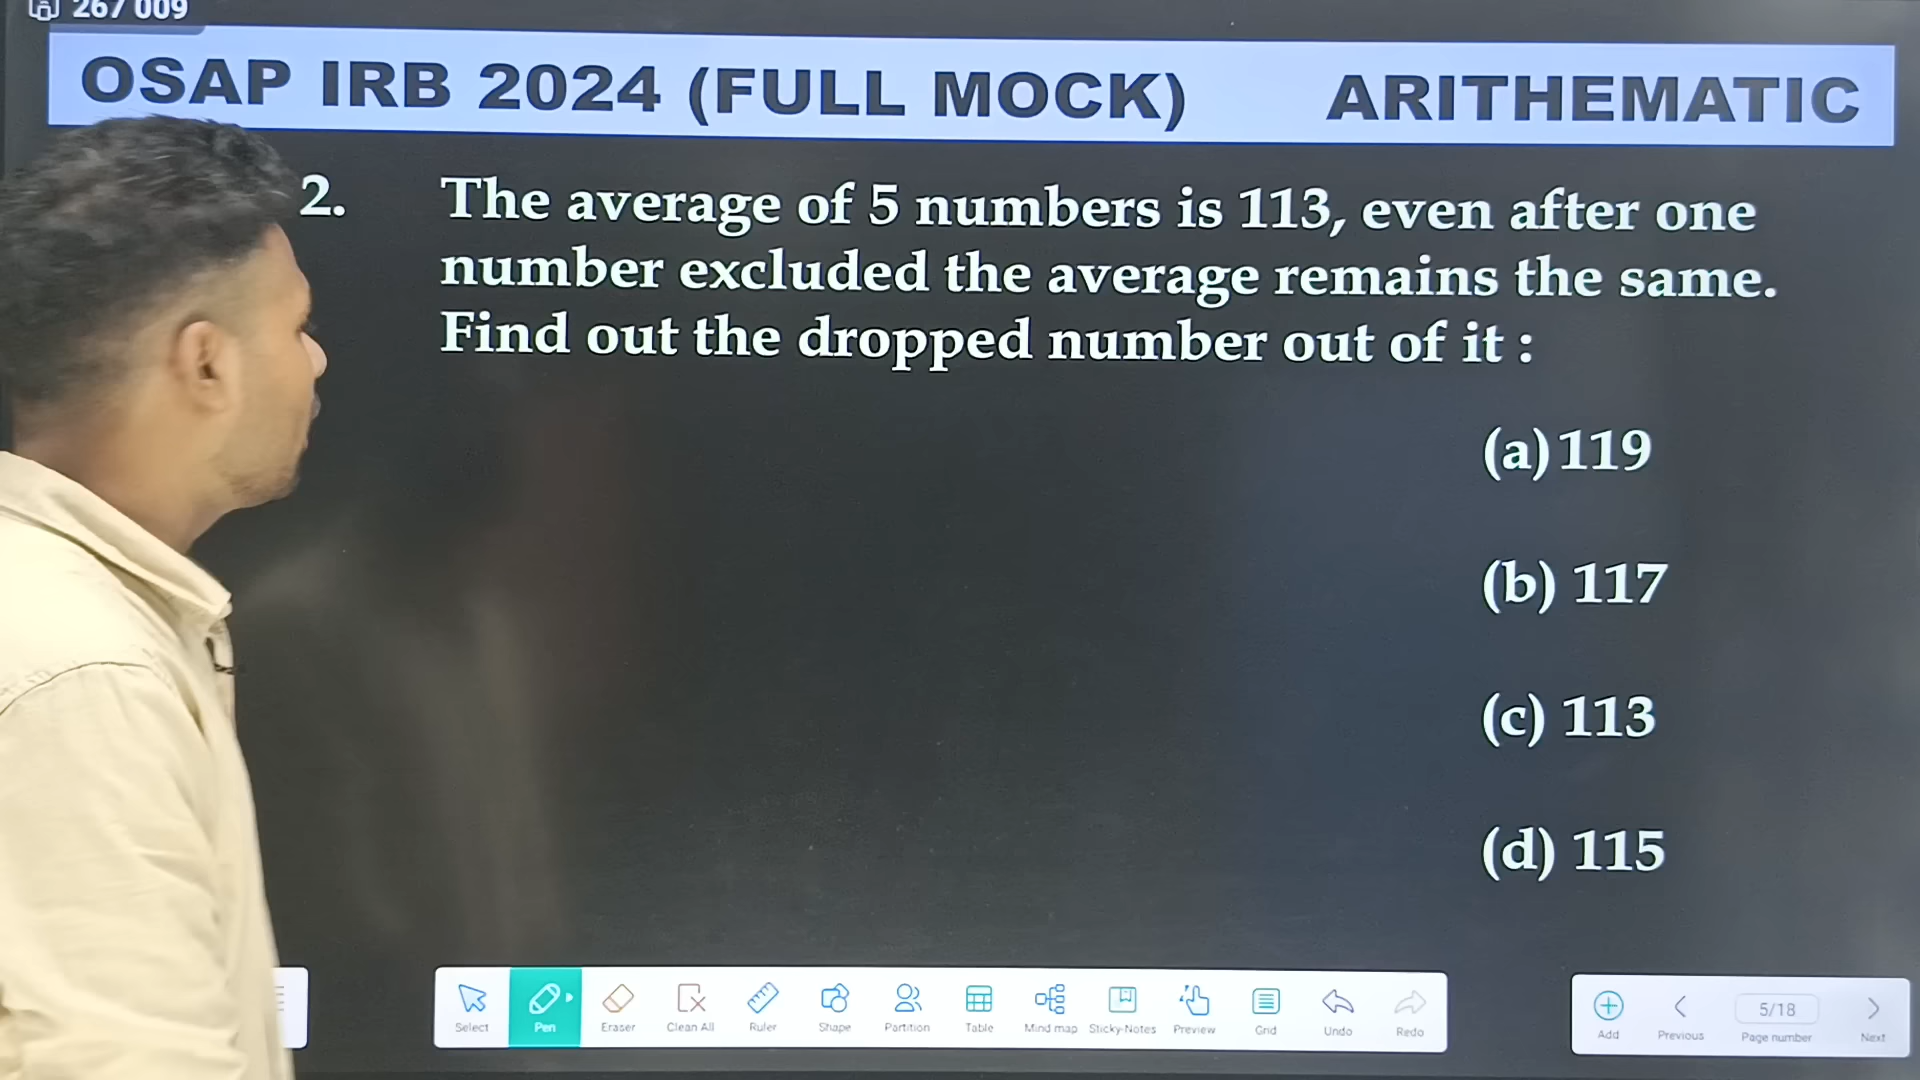 267 009
OSAP IRB 2024 (FULL MOCK) ARITHEMATIC
2. The average of 5 numbers is 113, even after one
number excluded the average remains the same.
Find out the dropped number out of it :
(a) 119
(b) 117
(c) 113
(d) 115
Select Pen Eraser Clean All Ruler Shape Partition Table Mind map Sticky-Notes Preview Grid Undo Redo
Add Previous 5/18 Page number Next